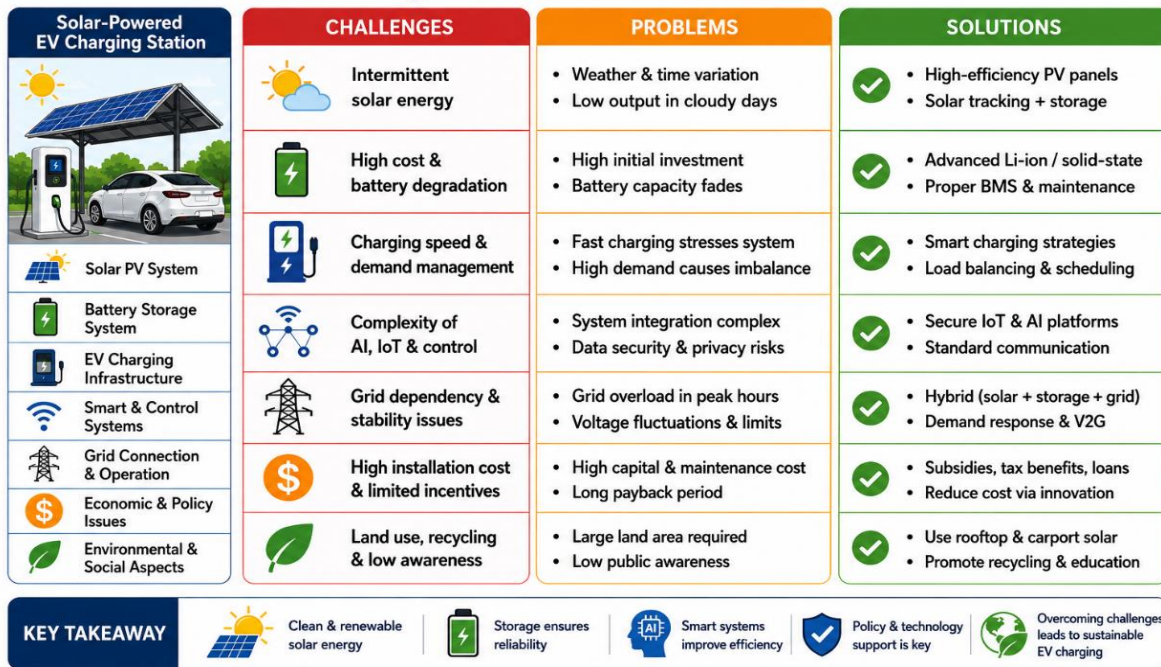 Solar-Powered
EV Charging Station
Solar PV System
Battery Storage
System
EV Charging
Infrastructure
Smart & Control
Systems
Grid Connection
& Operation
Economic & Policy
Issues
Environmental &
Social Aspects
CHALLENGES
PROBLEMS
SOLUTIONS
Intermittent
solar energy
• Weather & time variation
• Low output in cloudy days
• High-efficiency PV panels
• Solar tracking + storage
High cost &
battery degradation
• High initial investment
• Battery capacity fades
• Advanced Li-ion / solid-state
• Proper BMS & maintenance
Charging speed &
demand management
• Fast charging stresses system
• High demand causes imbalance
• Smart charging strategies
• Load balancing & scheduling
Complexity of
AI, IoT & control
• System integration complex
• Data security & privacy risks
• Secure IoT & AI platforms
• Standard communication
Grid dependency &
stability issues
• Grid overload in peak hours
• Voltage fluctuations & limits
• Hybrid (solar + storage + grid)
• Demand response & V2G
$
High installation cost
& limited incentives
• High capital & maintenance cost
• Long payback period
• Subsidies, tax benefits, loans
• Reduce cost via innovation
Land use, recycling
& low awareness
• Large land area required
• Low public awareness
• Use rooftop & carport solar
• Promote recycling & education
KEY TAKEAWAY
Clean & renewable
solar energy
Storage ensures
reliability
AI
Smart systems
improve efficiency
Policy & technology
support is key
Overcoming challenges
leads to sustainable
EV charging